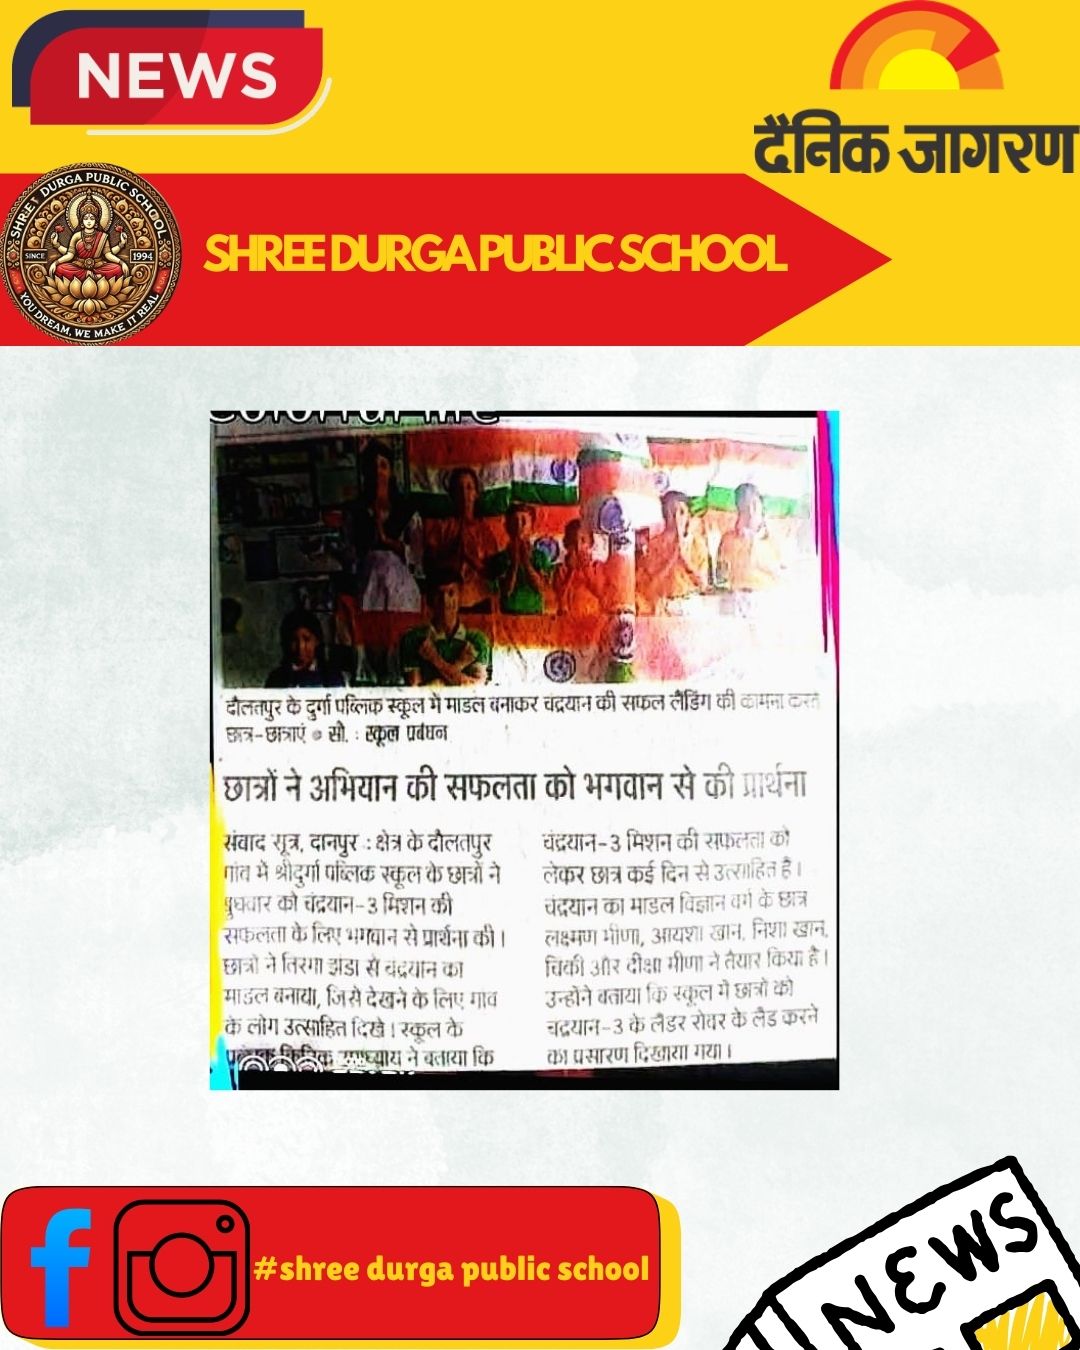 NEWS
दैनिक जागरण
SHREE DURGA PUBLIC SCHOOL
SINCE 1994
YOU DREAM, WE MAKE IT REAL
SHREE DURGA PUBLIC SCHOOL
दौलतपुर के दुर्गा पब्लिक स्कूल में माडल बनाकर चंद्रयान की सफल लैंडिंग की कामना करते
छात्र-छात्राएं ● सौ. : स्कूल प्रबंधन
छात्रों ने अभियान की सफलता को भगवान से की प्रार्थना
संवाद सूत्र, दानपुर : क्षेत्र के दौलतपुर
गांव में श्रीदुर्गा पब्लिक स्कूल के छात्रों ने
बुधवार को चंद्रयान-3 मिशन की
सफलता के लिए भगवान से प्रार्थना की।
छात्रों ने तिरंगा झंडा से चंद्रयान का
माडल बनाया, जिसे देखने के लिए गांव
के लोग उत्साहित दिखे। स्कूल के
ने बताया कि
चंद्रयान-3 मिशन की सफलता को
लेकर छात्र कई दिन से उत्साहित हैं।
चंद्रयान का माडल विज्ञान वर्ग के छात्र
लक्ष्मण मीणा, आयशा खान, निशा खान,
चिंकी और दीक्षा मीणा ने तैयार किया है।
उन्होंने बताया कि स्कूल में छात्रों को
चंद्रयान-3 के लैंडर रोवर के लैंड करने
का प्रसारण दिखाया गया।
#shree durga public school
NEWS